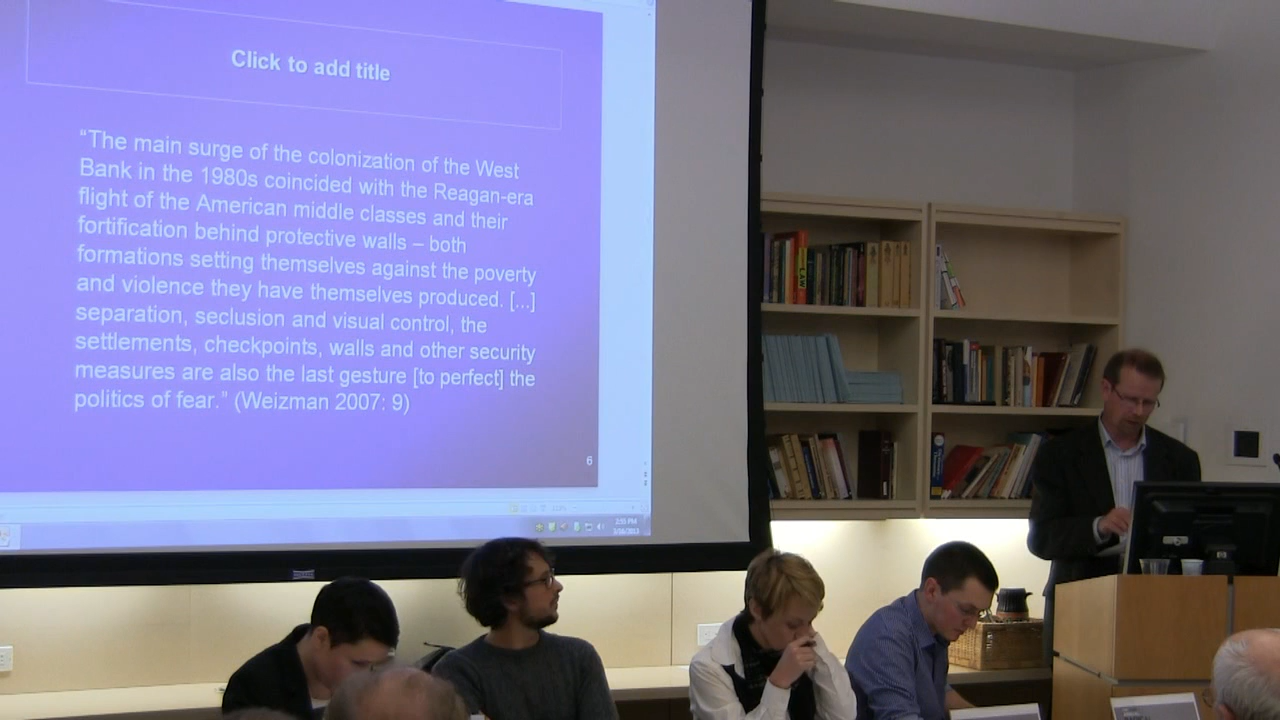 Click to add title
“The main surge of the colonization of the West
Bank in the 1980s coincided with the Reagan-era
flight of the American middle classes and their
fortification behind protective walls – both
formations setting themselves against the poverty
and violence they have themselves produced. [...]
separation, seclusion and visual control, the
settlements, checkpoints, walls and other security
measures are also the last gesture [to perfect] the
politics of fear.” (Weizman 2007: 9)
6
2:55 PM
LAW